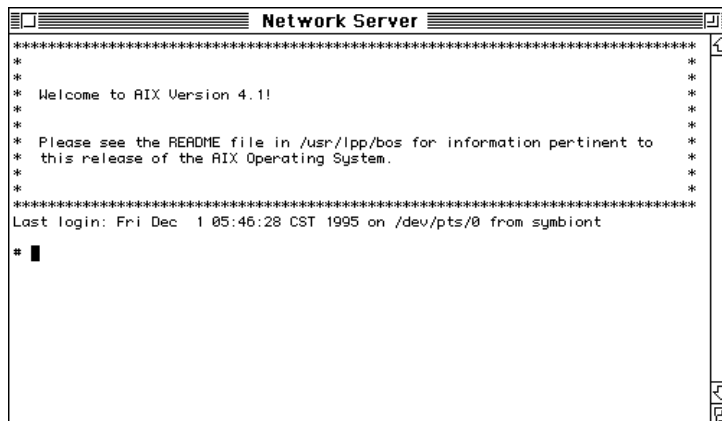 Network Server
*******************************************************************************
*                                                                             *
*                                                                             *
*  Welcome to AIX Version 4.1!                                                *
*                                                                             *
*                                                                             *
*  Please see the README file in /usr/lpp/bos for information pertinent to    *
*  this release of the AIX Operating System.                                  *
*                                                                             *
*                                                                             *
*******************************************************************************
Last login: Fri Dec  1 05:46:28 CST 1995 on /dev/pts/0 from symbiont
#